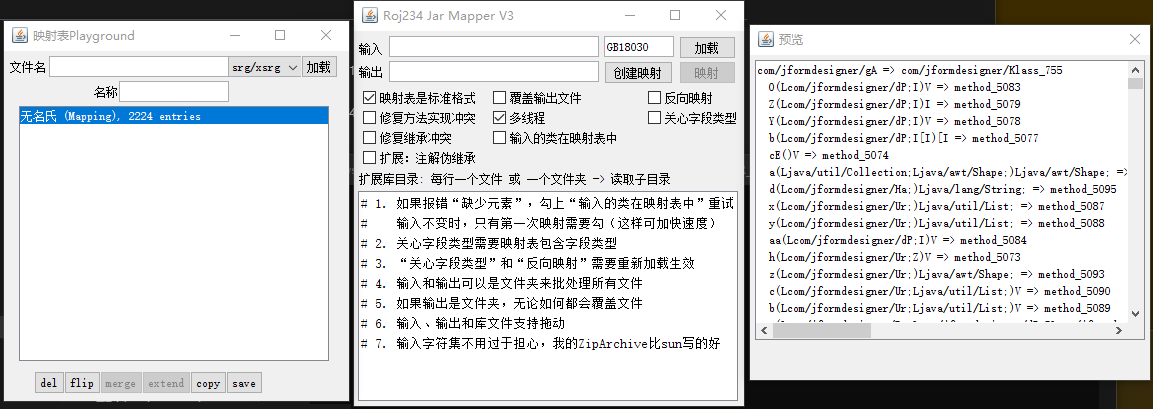 映射表Playground
文件名
srg/xsrg
加载
名称
无名氏 (Mapping), 2224 entries
del
flip
merge
extend
copy
save
Roj234 Jar Mapper V3
输入
GB18030
加载
输出
创建映射
映射
映射表是标准格式
覆盖输出文件
反向映射
修复方法实现冲突
多线程
关心字段类型
修复继承冲突
输入的类在映射表中
扩展：注解伪继承
扩展库目录: 每行一个文件 或 一个文件夹 -> 读取子目录
# 1. 如果报错“缺少元素”，勾上“输入的类在映射表中”重试
#    输入不变时，只有第一次映射需要勾（这样可加快速度）
# 2. 关心字段类型需要映射表包含字段类型
# 3. “关心字段类型”和“反向映射”需要重新加载生效
# 4. 输入和输出可以是文件夹来批处理所有文件
# 5. 如果输出是文件夹，无论如何都会覆盖文件
# 6. 输入、输出和库文件支持拖动
# 7. 输入字符集不用过于担心，我的ZipArchive比sun写的好
预览
com/jformdesigner/gA => com/jformdesigner/Klass_755
O(Lcom/jformdesigner/dP;I)V => method_5083
Z(Lcom/jformdesigner/dP;I)I => method_5079
Y(Lcom/jformdesigner/dP;I)V => method_5078
b(Lcom/jformdesigner/dP;I[I)[I => method_5077
cE()V => method_5074
a(Ljava/util/Collection;Ljava/awt/Shape;)Ljava/awt/Shape; =>
d(Lcom/jformdesigner/Ha;)Ljava/lang/String; => method_5095
x(Lcom/jformdesigner/Ur;)Ljava/util/List; => method_5087
y(Lcom/jformdesigner/Ur;)Ljava/util/List; => method_5088
aa(Lcom/jformdesigner/dP;I)V => method_5084
h(Lcom/jformdesigner/Ur;Z)V => method_5073
z(Lcom/jformdesigner/Ur;)Ljava/awt/Shape; => method_5093
c(Lcom/jformdesigner/Ur;Ljava/util/List;)V => method_5090
b(Lcom/jformdesigner/Ur;Ljava/util/List;)V => method_5089